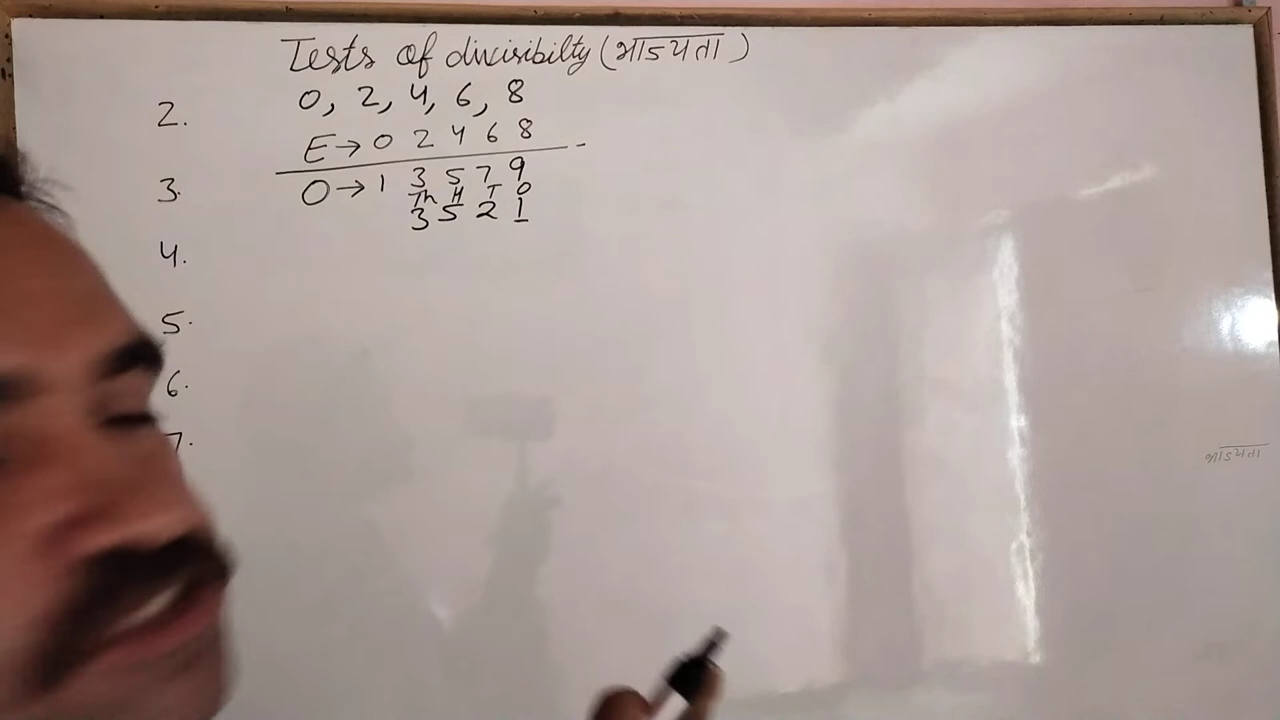 Tests of divisibilty (भाज्यता)
2. 0, 2, 4, 6, 8
E → 0 2 4 6 8
3. O → 1 3 5 7 9
Th H T O
3 5 2 1
4.
5.
6.
7.
भाज्यता